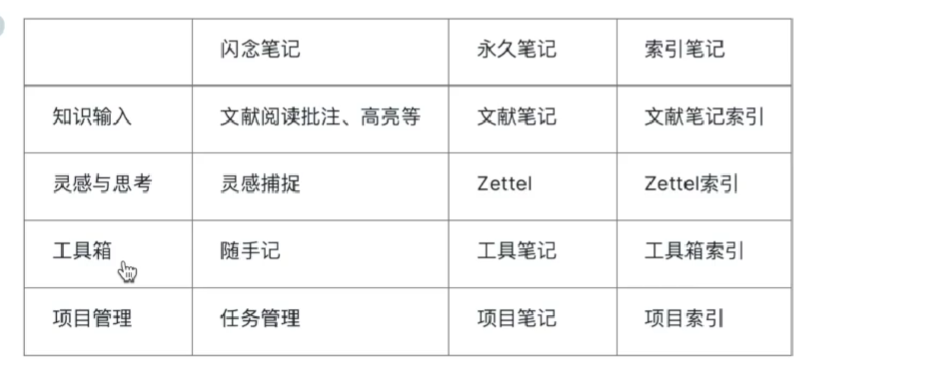 闪念笔记 永久笔记 索引笔记
知识输入 文献阅读批注、高亮等 文献笔记 文献笔记索引
灵感与思考 灵感捕捉 Zettel Zettel索引
工具箱 随手记 工具笔记 工具箱索引
项目管理 任务管理 项目笔记 项目索引